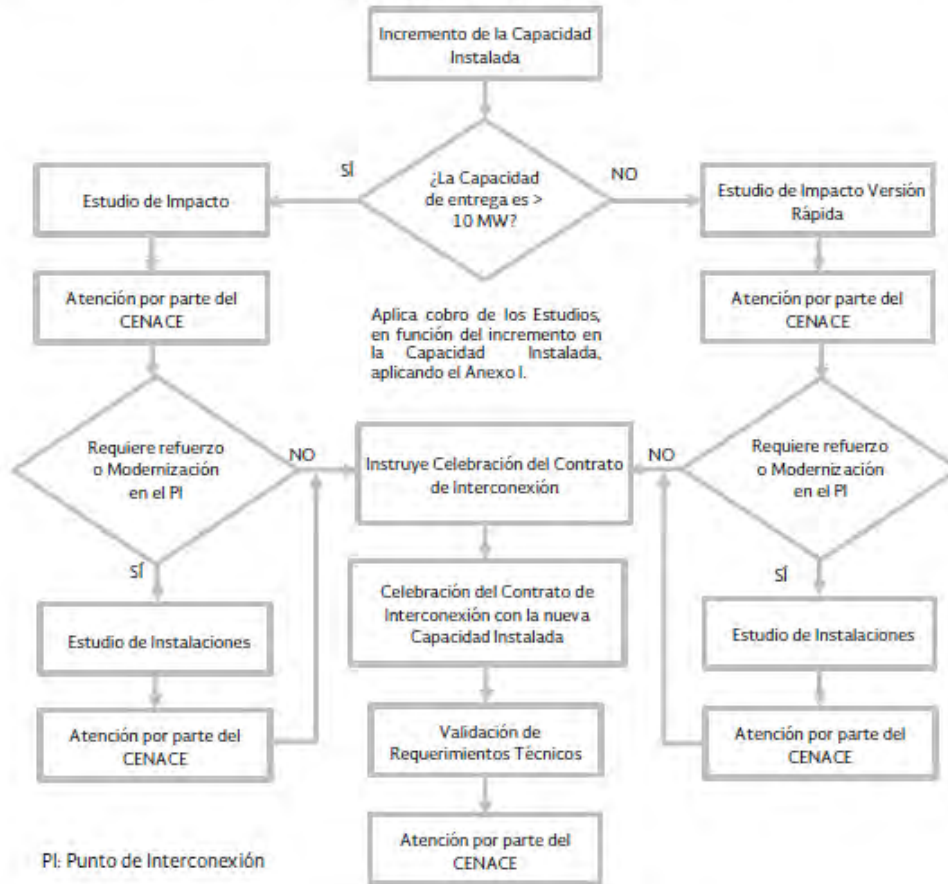 Incremento de la Capacidad
Instalada
SÍ
¿La Capacidad
de entrega es >
10 MW?
NO
Estudio de Impacto
Estudio de Impacto Versión
Rápida
Atención por parte del
CENACE
Aplica cobro de los Estudios,
en función del incremento en
la Capacidad Instalada,
aplicando el Anexo I.
Atención por parte del
CENACE
Requiere refuerzo
o Modernización
en el PI
NO
Instruye Celebración del Contrato
de Interconexión
NO
Requiere refuerzo
o Modernización
en el PI
SÍ
SÍ
Estudio de Instalaciones
Celebración del Contrato de
Interconexión con la nueva
Capacidad Instalada
Estudio de Instalaciones
Atención por parte del
CENACE
Validación de
Requerimientos Técnicos
Atención por parte del
CENACE
Atención por parte del
CENACE
PI: Punto de Interconexión